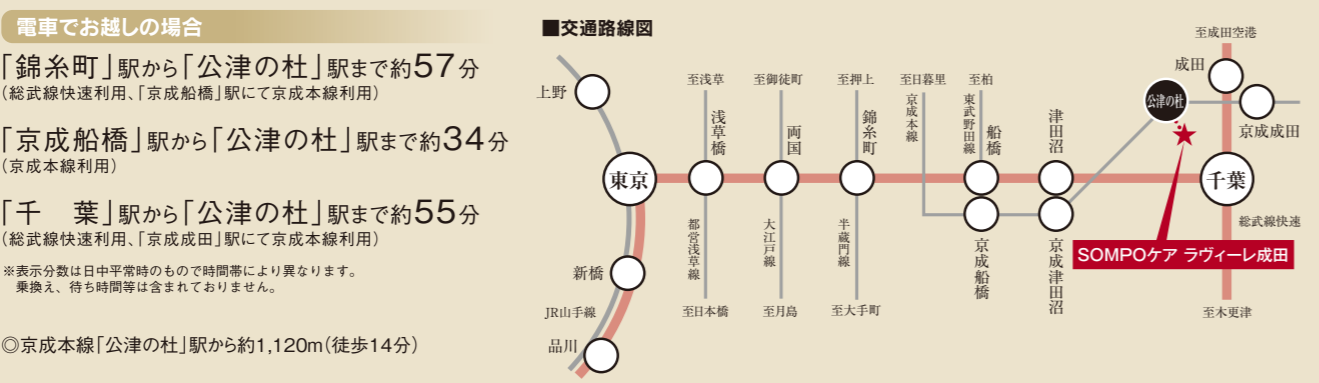 電車でお越しの場合
「錦糸町」駅から「公津の杜」駅まで約57分
(総武線快速利用、「京成船橋」駅にて京成本線利用)
「京成船橋」駅から「公津の杜」駅まで約34分
(京成本線利用)
「千　葉」駅から「公津の杜」駅まで約55分
(総武線快速利用、「京成成田」駅にて京成本線利用)
※表示分数は日中平常時のもので時間帯により異なります。
乗換え、待ち時間等は含まれておりません。
◎京成本線「公津の杜」駅から約1,120m(徒歩14分)
■交通路線図
上野
東京
新橋
JR山手線
品川
至浅草
浅草橋
都営浅草線
至日本橋
至御徒町
両国
大江戸線
至月島
至押上
錦糸町
半蔵門線
至大手町
至日暮里
京成本線
至柏
東武野田線
船橋
京成船橋
津田沼
京成津田沼
公津の杜
至成田空港
成田
京成成田
千葉
総武線快速
SOMPOケア ラヴィーレ成田
至木更津